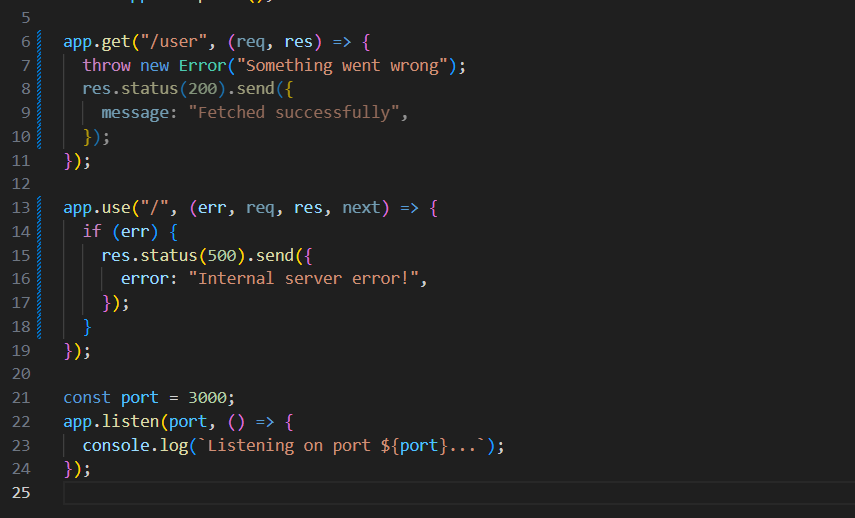 5
6 app.get("/user", (req, res) => {
7 throw new Error("Something went wrong");
8 res.status(200).send({
9 message: "Fetched successfully",
10 });
11 });
12
13 app.use("/", (err, req, res, next) => {
14 if (err) {
15 res.status(500).send({
16 error: "Internal server error!",
17 });
18 }
19 });
20
21 const port = 3000;
22 app.listen(port, () => {
23 console.log(`Listening on port ${port}...`);
24 });
25